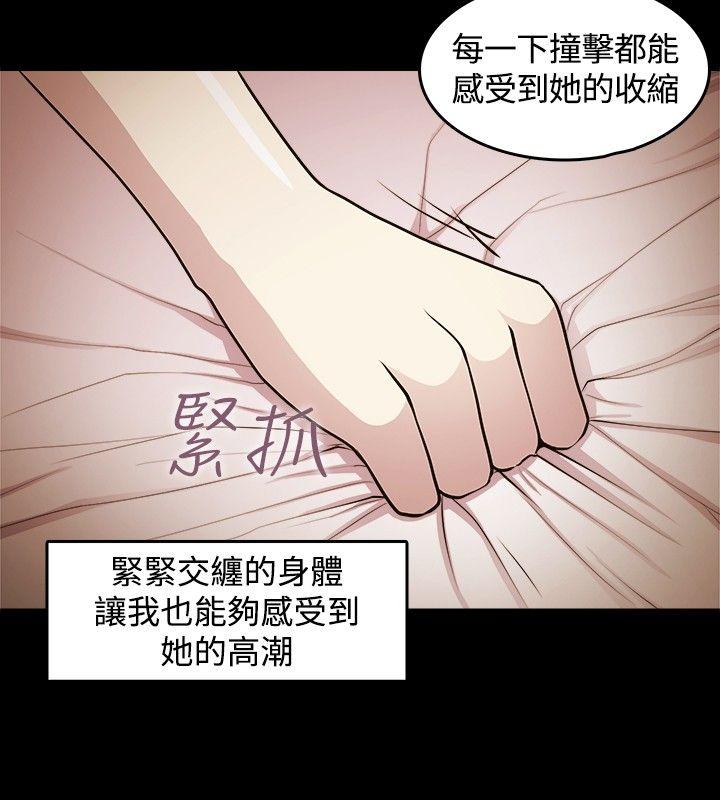 每一下撞擊都能
感受到她的收縮
緊抓
緊緊交纏的身體
讓我也能夠感受到
她的高潮